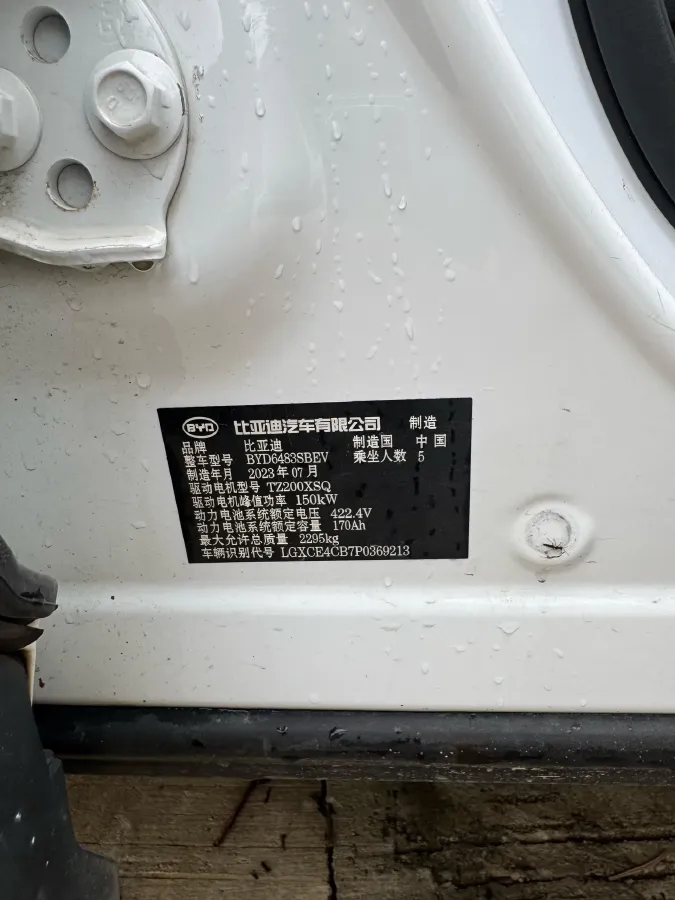 BYD 比亚迪汽车有限公司 制造
品牌 比亚迪 制造国 中国
整车型号 BYD6483SBEV 乘坐人数 5
制造年月 2023年07月
驱动电机型号 TZ200XSQ
驱动电机峰值功率 150kW
动力电池系统额定电压 422.4V
动力电池系统额定容量 170Ah
最大允许总质量 2295kg
车辆识别代号 LGXCE4CB7P0369213